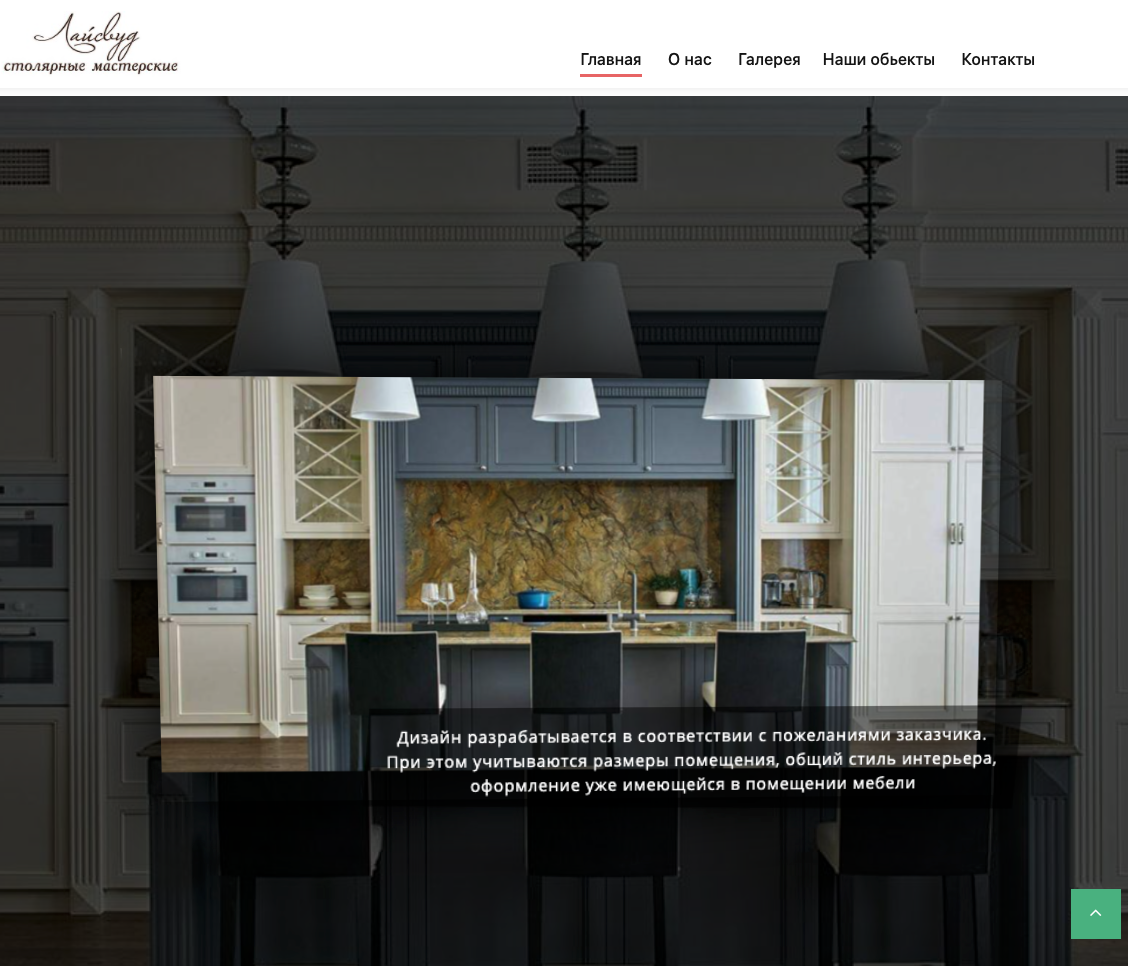 Лайсвуд
столярные мастерские
Главная О нас Галерея Наши обьекты Контакты
Дизайн разрабатывается в соответствии с пожеланиями заказчика.
При этом учитываются размеры помещения, общий стиль интерьера,
оформление уже имеющейся в помещении мебели